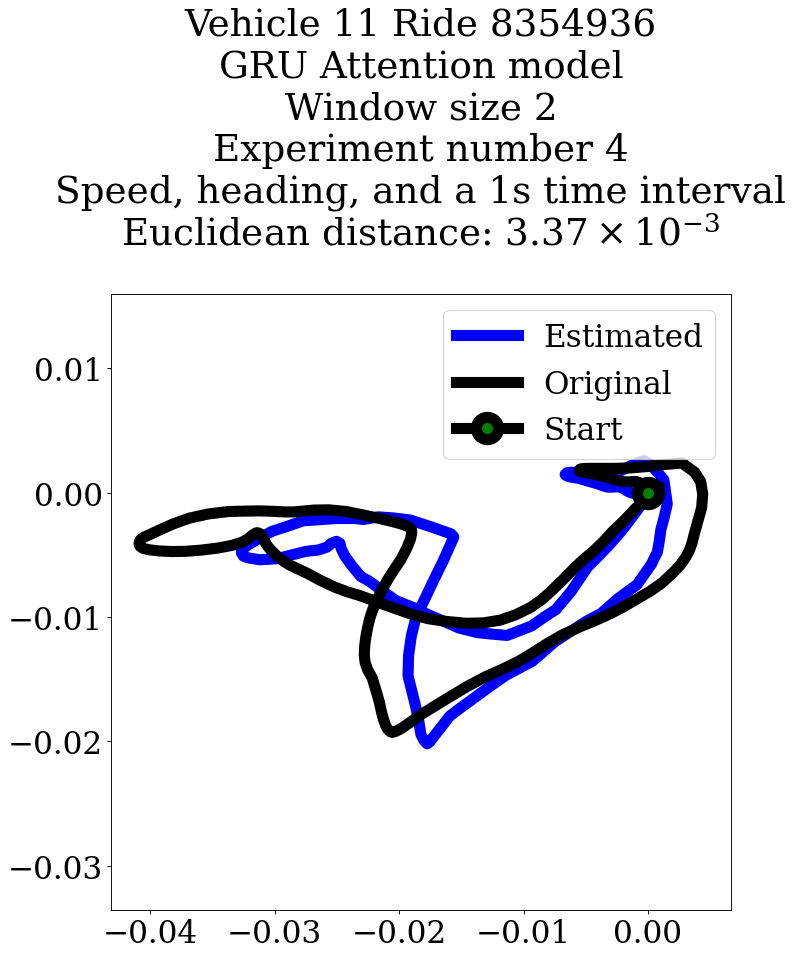 Vehicle 11 Ride 8354936
GRU Attention model
Window size 2
Experiment number 4
Speed, heading, and a 1s time interval
Euclidean distance: 3.37 × 10⁻³
Estimated
Original
Start
0.01
0.00
−0.01
−0.02
−0.03
−0.04 −0.03 −0.02 −0.01 0.00